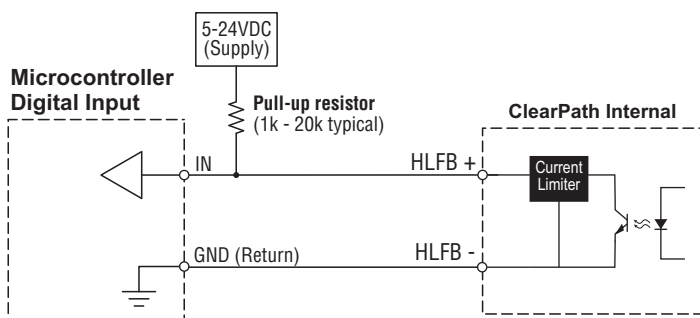 5-24VDC
(Supply)
Microcontroller
Digital Input
Pull-up resistor
(1k - 20k typical)
ClearPath Internal
IN
HLFB +
Current
Limiter
GND (Return)
HLFB -